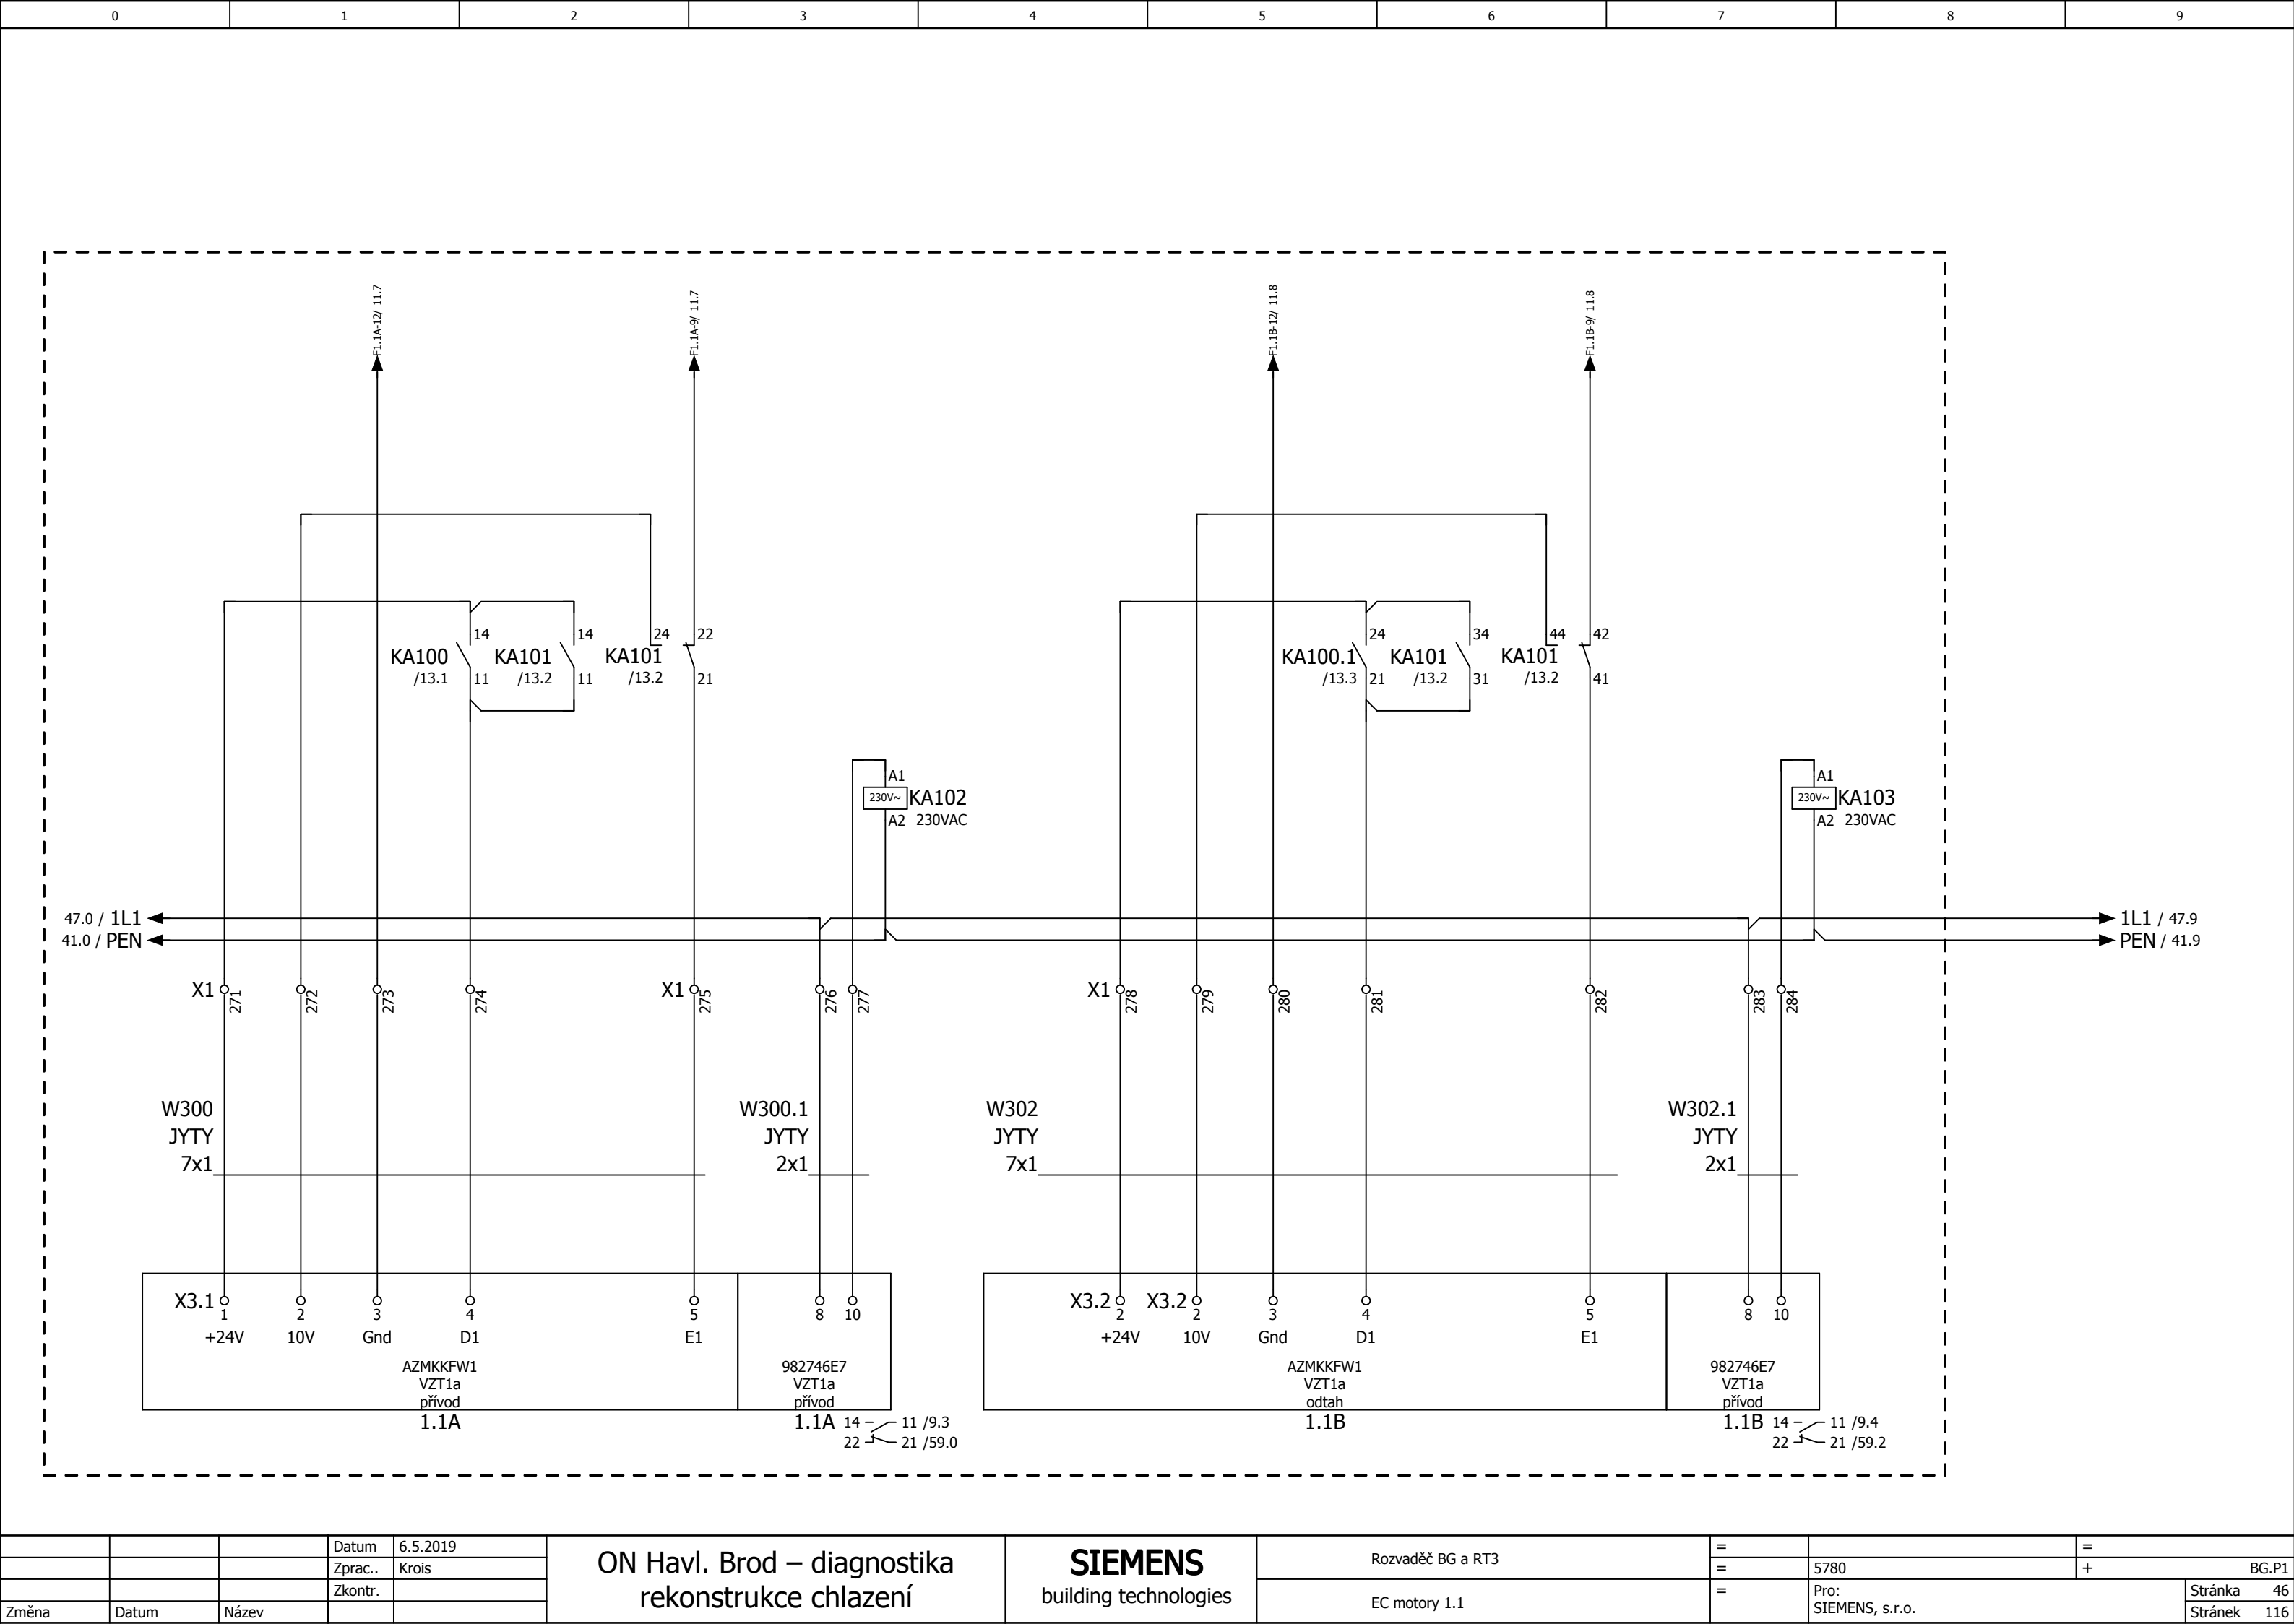 0 1 2 3 4 5 6 7 8 9
F1.1A-12/ 11.7
F1.1A-9/ 11.7
F1.1B-12/ 11.8
F1.1B-9/ 11.8
14 14 24 22 24 34 44 42
KA100 KA101 KA101 KA100.1 KA101 KA101
/13.1 11 /13.2 11 /13.2 21 /13.3 21 /13.2 31 /13.2 41
A1 A1
230V~ KA102 230V~ KA103
A2 230VAC A2 230VAC
47.0 / 1L1 1L1 / 47.9
41.0 / PEN PEN / 41.9
X1 271 272 273 274 X1 275 276 277 X1 278 279 280 281 282 283 284
W300 W300.1 W302 W302.1
JYTY JYTY JYTY JYTY
7x1 2x1 7x1 2x1
X3.1 X3.2 X3.2
1 2 3 4 5 8 10 2 2 3 4 5 8 10
+24V 10V Gnd D1 E1 +24V 10V Gnd D1 E1
AZMKKFW1 982746E7 AZMKKFW1 982746E7
VZT1a VZT1a VZT1a VZT1a
přívod přívod odtah přívod
1.1A 1.1A 14 11 /9.3 1.1B 1.1B 14 11 /9.4
22 21 /59.0 22 21 /59.2
Datum 6.5.2019
Zprac.. Krois
Zkontr.
Změna Datum Název
ON Havl. Brod – diagnostika
rekonstrukce chlazení
SIEMENS
building technologies
Rozvaděč BG a RT3
EC motory 1.1
= =
= 5780 + BG.P1
= Pro:
SIEMENS, s.r.o.
Stránka 46
Stránek 116